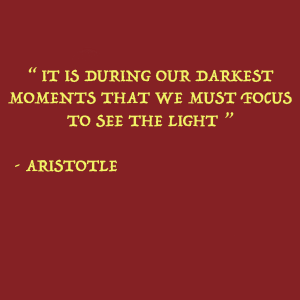 “ IT IS DURING OUR DARKEST
MOMENTS THAT WE MUST FOCUS
TO SEE THE LIGHT ”
- ARISTOTLE